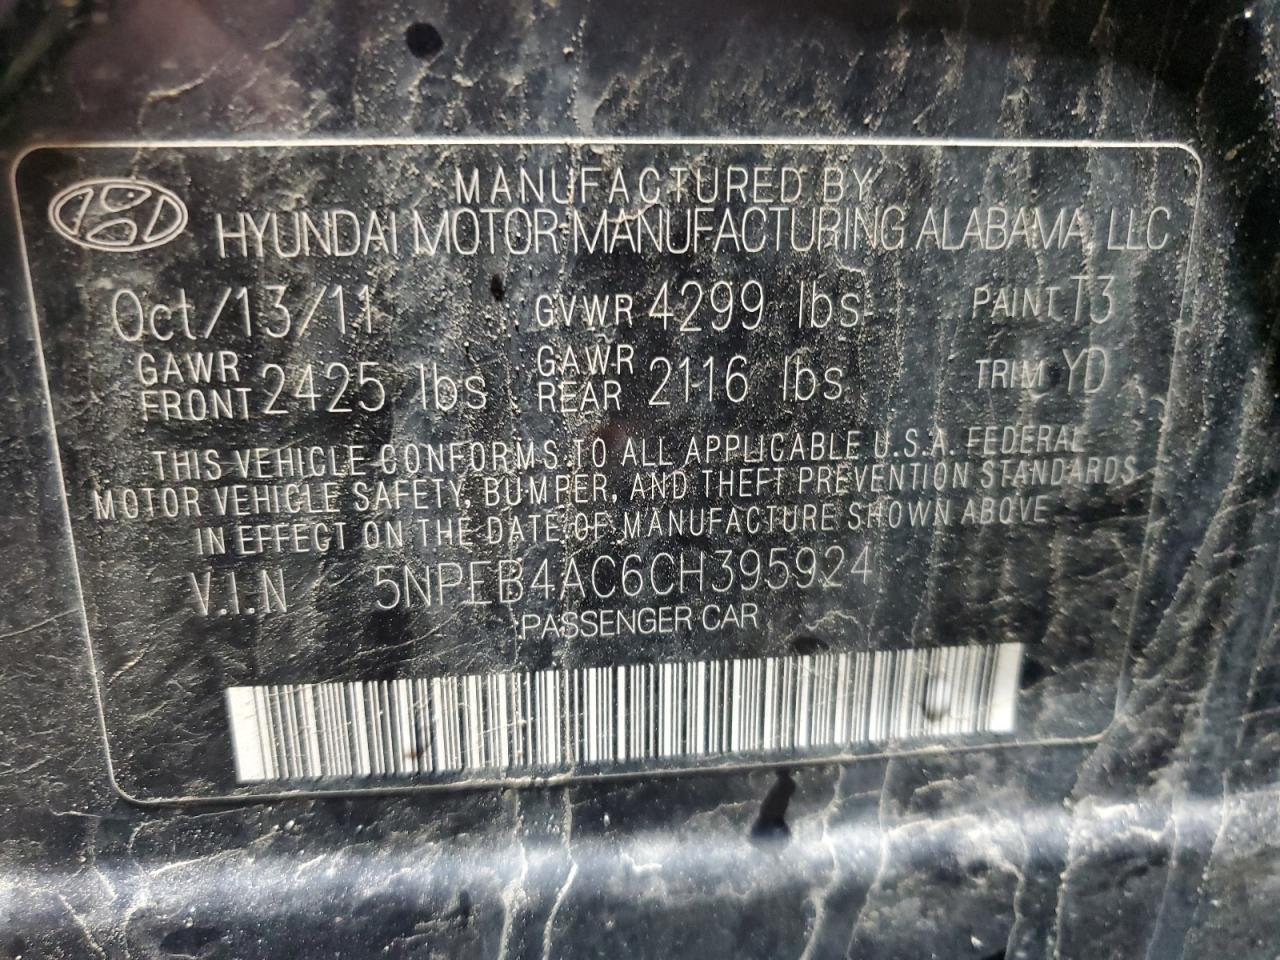 MANUFACTURED BY
HYUNDAI MOTOR MANUFACTURING ALABAMA, LLC
Oct/13/11 GVWR 4299 lbs PAINT T3
GAWR FRONT 2425 lbs GAWR REAR 2116 lbs TRIM YD
THIS VEHICLE CONFORMS TO ALL APPLICABLE U.S.A. FEDERAL
MOTOR VEHICLE SAFETY, BUMPER, AND THEFT PREVENTION STANDARDS
IN EFFECT ON THE DATE OF MANUFACTURE SHOWN ABOVE
V.I.N 5NPEB4AC6CH395924
PASSENGER CAR